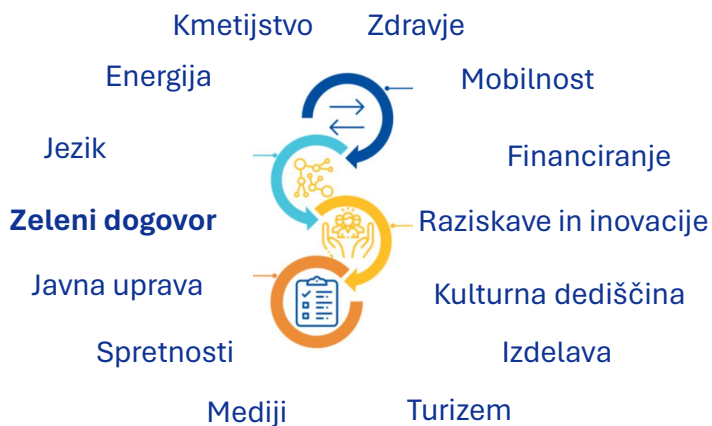 Kmetijstvo
Zdravje
Energija
Mobilnost
Jezik
Financiranje
Zeleni dogovor
Raziskave in inovacije
Javna uprava
Kulturna dediščina
Spretnosti
Izdelava
Mediji
Turizem